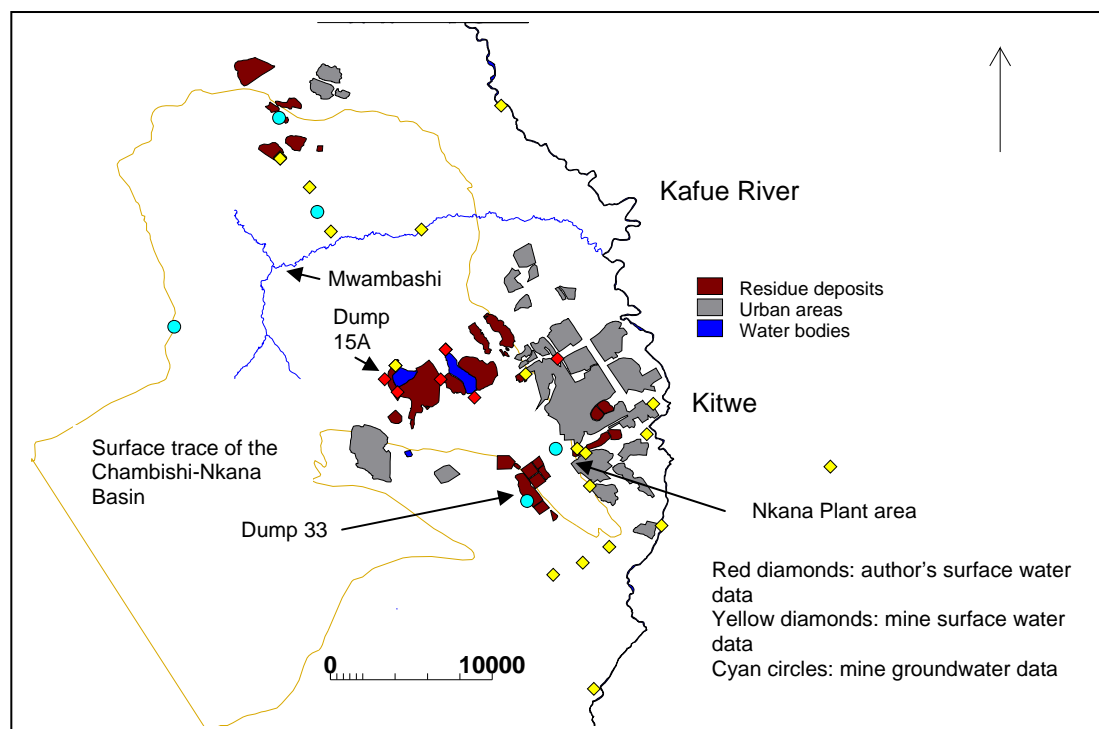 Kafue River
Residue deposits
Urban areas
Water bodies
Mwambashi
Dump
15A
Kitwe
Surface trace of the
Chambishi-Nkana
Basin
Nkana Plant area
Dump 33
Red diamonds: author's surface water
data
Yellow diamonds: mine surface water
data
Cyan circles: mine groundwater data
0 10000